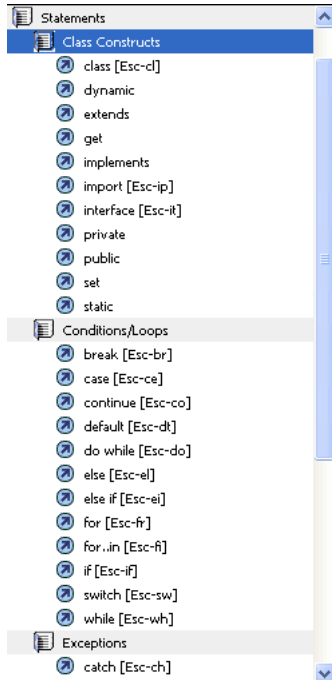 Statements
Class Constructs
class [Esc-cl]
dynamic
extends
get
implements
import [Esc-ip]
interface [Esc-it]
private
public
set
static
Conditions/Loops
break [Esc-br]
case [Esc-ce]
continue [Esc-co]
default [Esc-dt]
do while [Esc-do]
else [Esc-el]
else if [Esc-ei]
for [Esc-fr]
for..in [Esc-fi]
if [Esc-if]
switch [Esc-sw]
while [Esc-wh]
Exceptions
catch [Esc-ch]